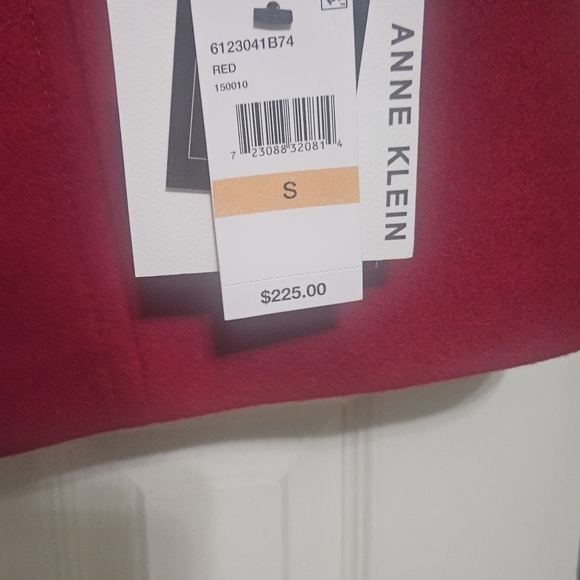 6123041B74
RED
150010
7 23088 32081 4
S
$225.00
ANNE KLEIN